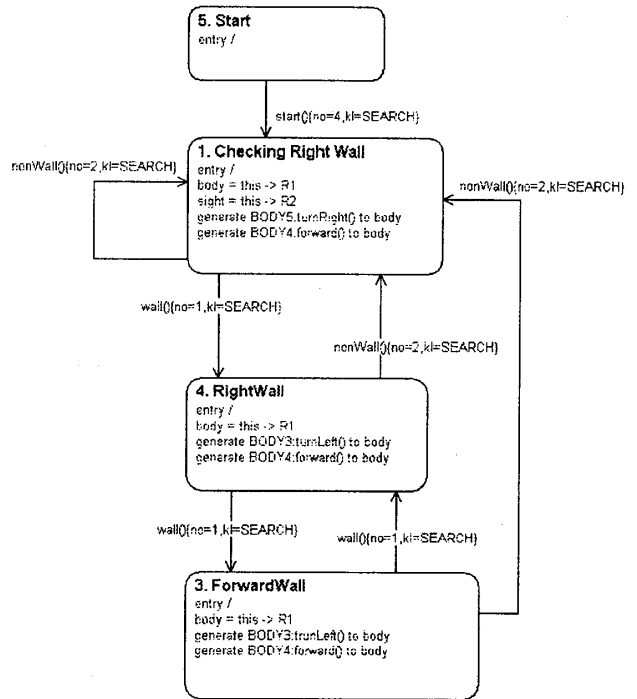 5. Start
entry /
start(){no=4,kl=SEARCH}
1. Checking Right Wall
entry /
body = this -> R1
sight = this -> R2
generate BODY5.turnRight() to body
generate BODY4.forward() to body
nonWall(){no=2,kl=SEARCH}
nonWall(){no=2,kl=SEARCH}
wall(){no=1,kl=SEARCH}
nonWall(){no=2,kl=SEARCH}
4. RightWall
entry /
body = this -> R1
generate BODY3:turnLeft() to body
generate BODY4:forward() to body
wall(){no=1,kl=SEARCH}
wall(){no=1,kl=SEARCH}
3. ForwardWall
entry /
body = this -> R1
generate BODY3:trunLeft() to body
generate BODY4:forward() to body